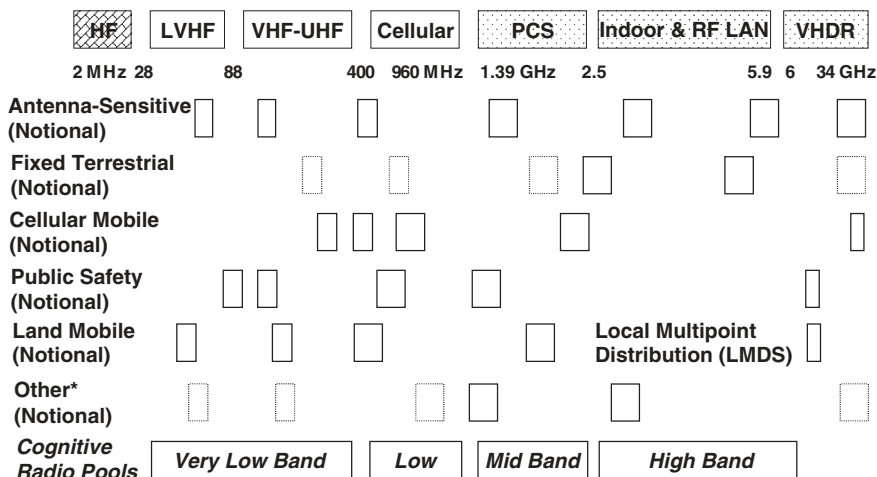 HF LVHF VHF-UHF Cellular PCS Indoor & RF LAN VHDR
2 MHz 28 88 400 960 MHz 1.39 GHz 2.5 5.9 6 34 GHz
Antenna-Sensitive
(Notional)
Fixed Terrestrial
(Notional)
Cellular Mobile
(Notional)
Public Safety
(Notional)
Land Mobile
(Notional)
Local Multipoint
Distribution (LMDS)
Other*
(Notional)
Cognitive
Radio Pools
Very Low Band Low Mid Band High Band